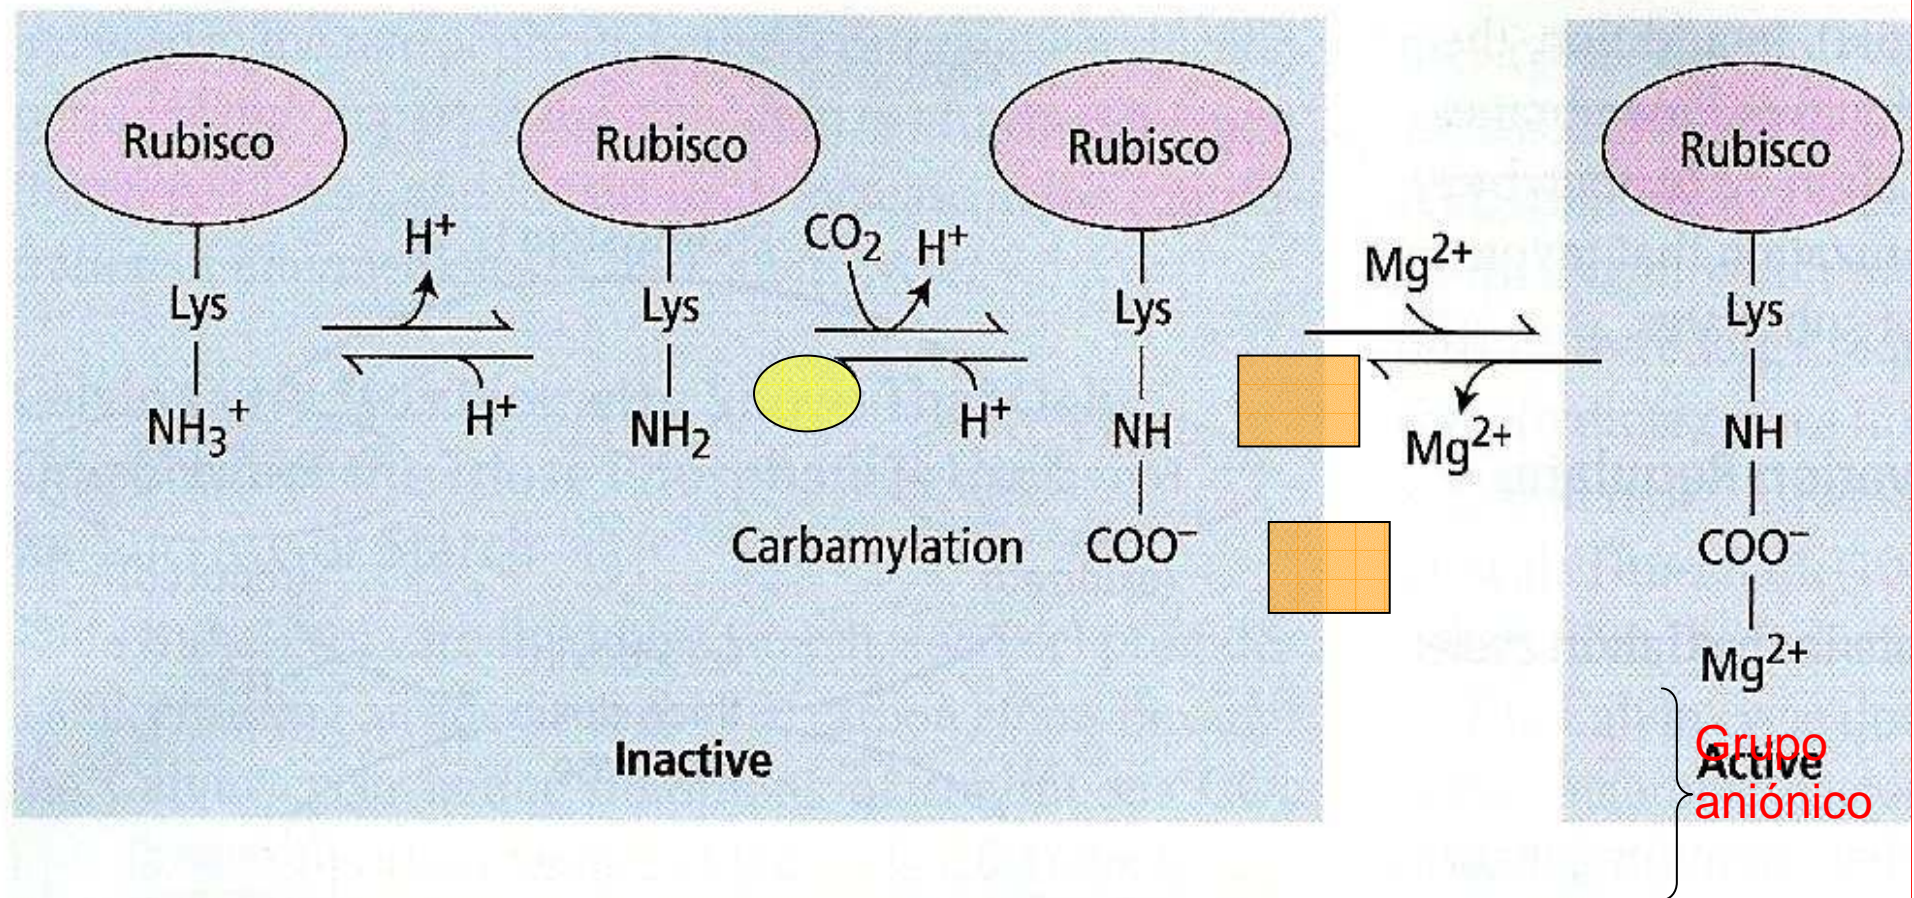 Rubisco
Rubisco
Rubisco
Rubisco
H⁺
CO₂
H⁺
Mg²⁺
Lys
Lys
Lys
Lys
NH₃⁺
H⁺
NH₂
H⁺
NH
Mg²⁺
NH
Carbamylation
COO⁻
COO⁻
Mg²⁺
Inactive
Active
Grupo
aniónico